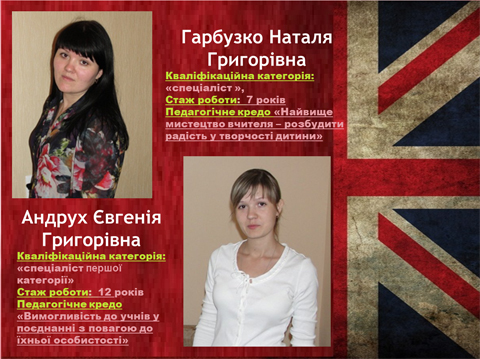 Гарбузко Наталя
Григорівна
Кваліфікаційна категорія:
«спеціаліст »,
Стаж роботи:  7 років
Педагогічне кредо «Найвище
мистецтво вчителя – розбудити
радість у творчості дитини»
Андрух Євгенія
Григорівна
Кваліфікаційна категорія:
«спеціаліст першої
категорії»
Стаж роботи:  12 років
Педагогічне кредо
«Вимогливість до учнів у
поєднанні з повагою до
їхньої особистості»